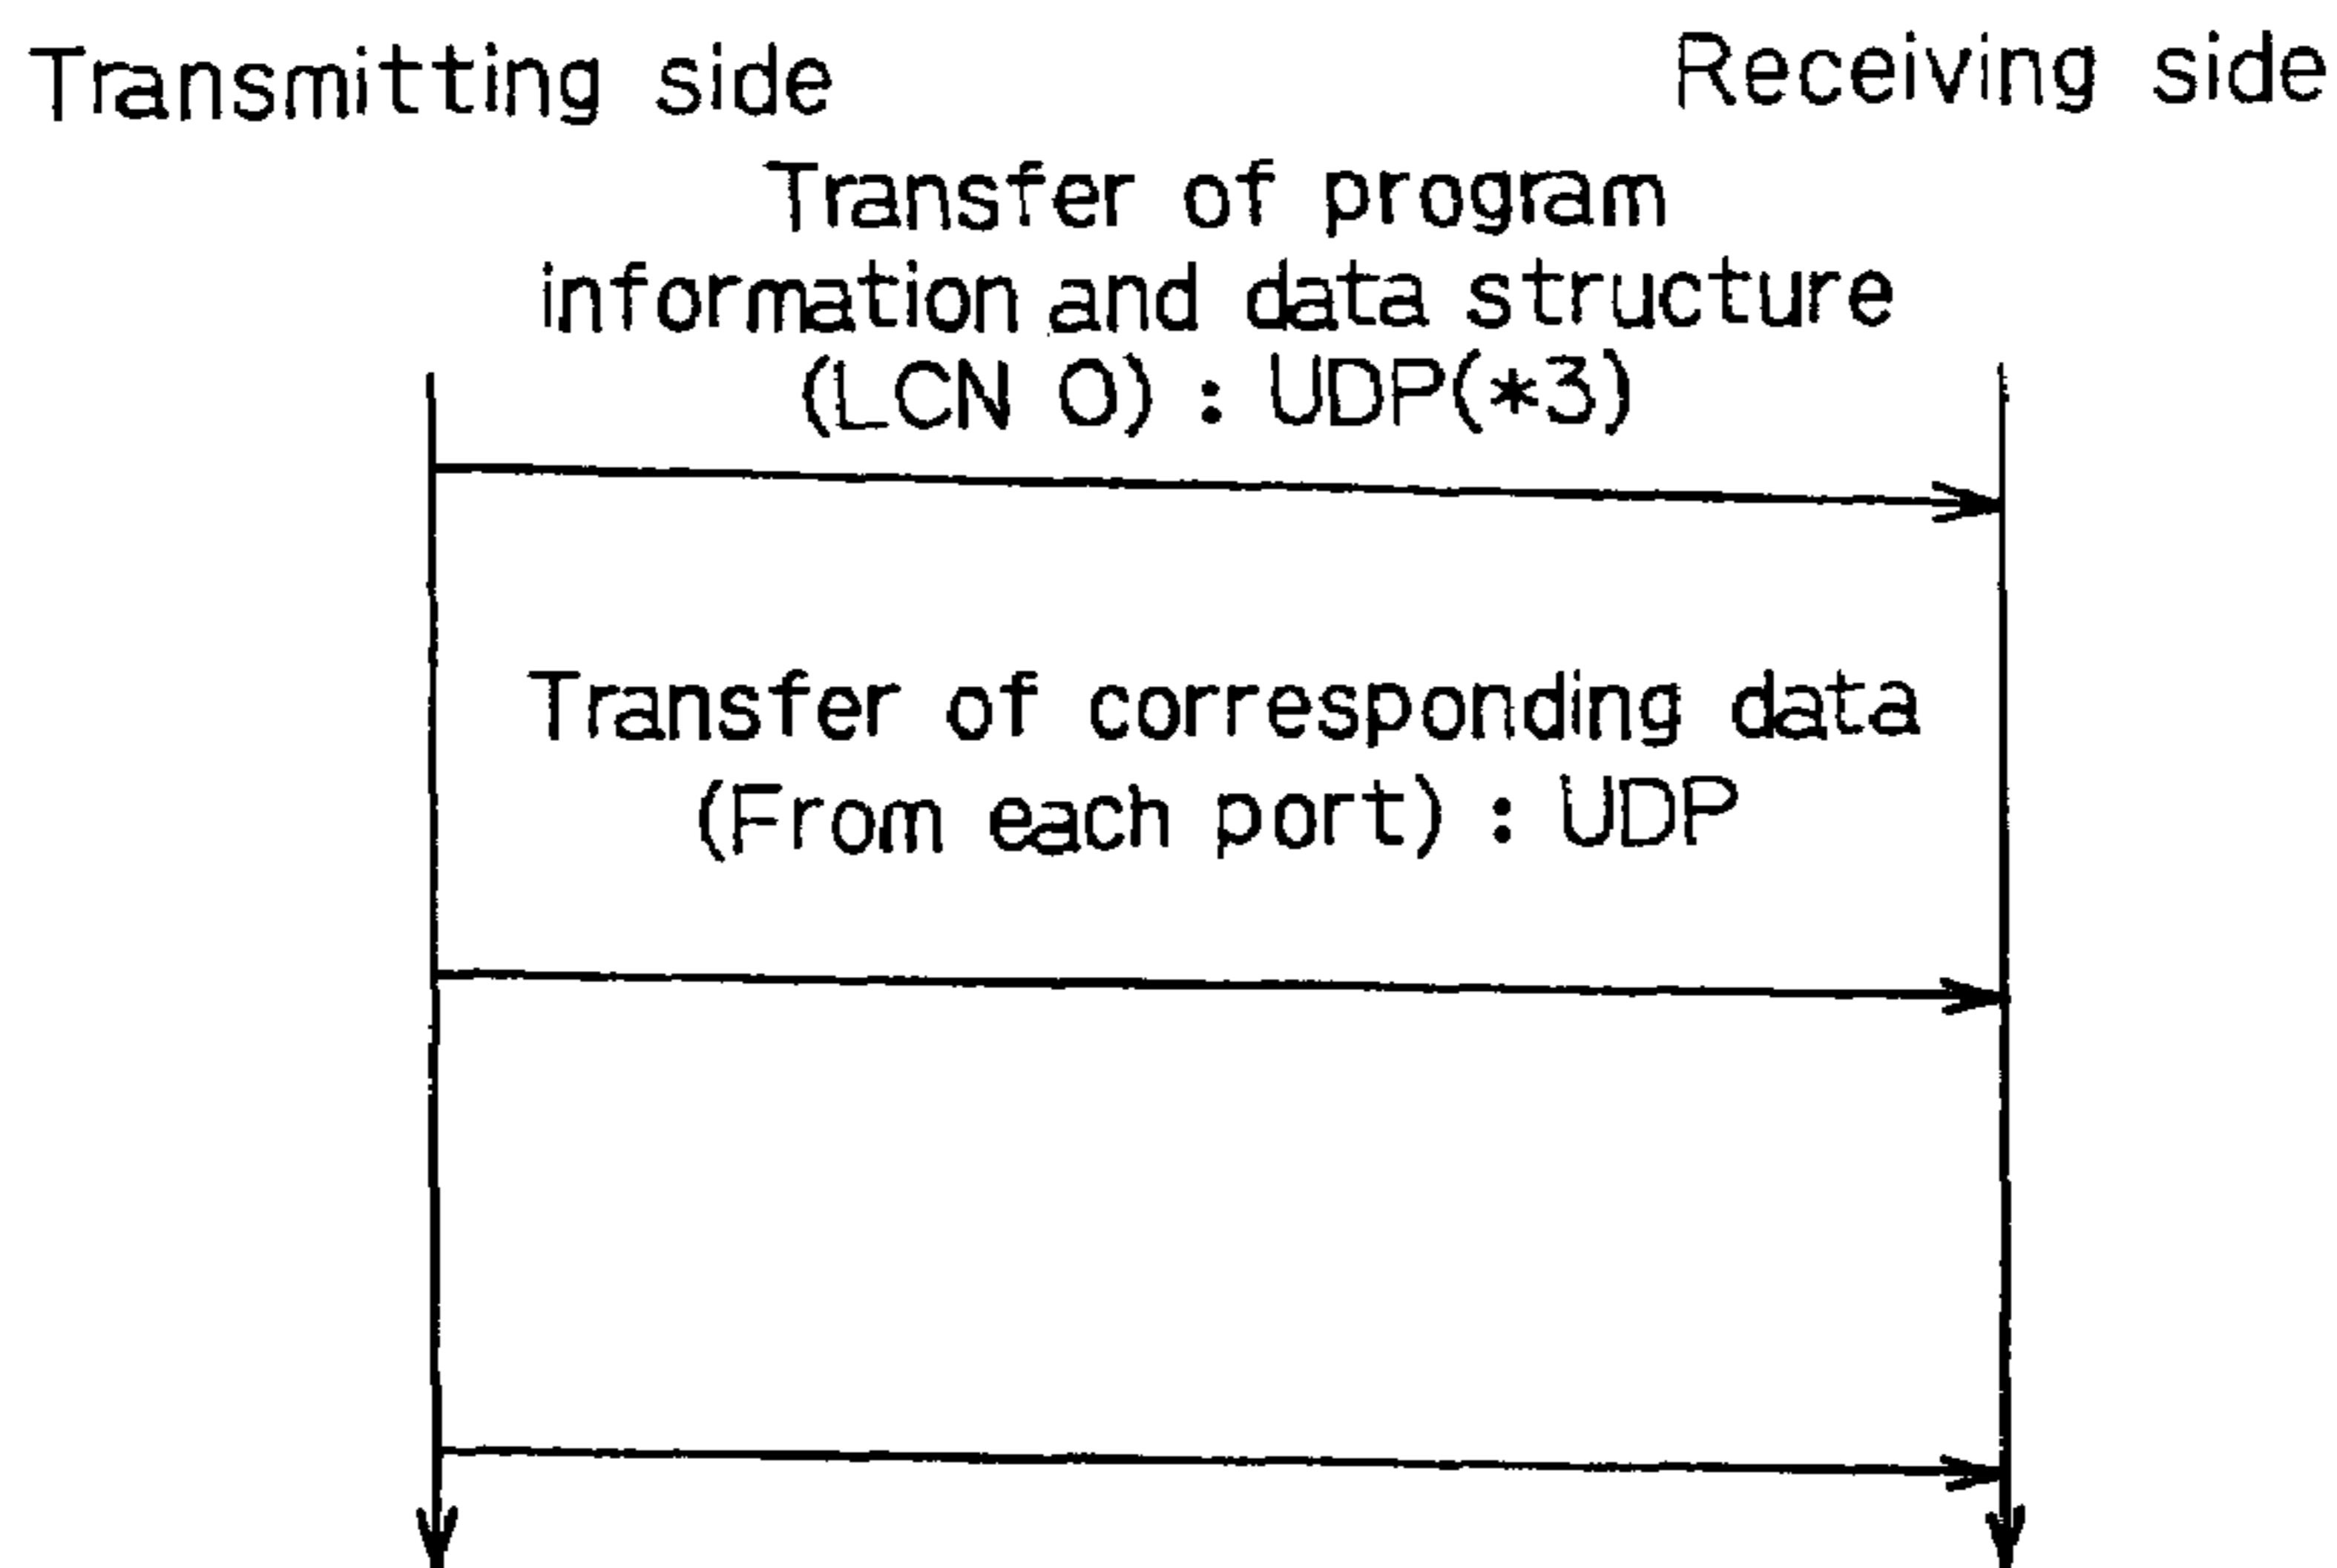 Transmitting side
Receiving side
Transfer of program
information and data structure
(LCN 0) : UDP(*3)
Transfer of corresponding data
(From each port) : UDP